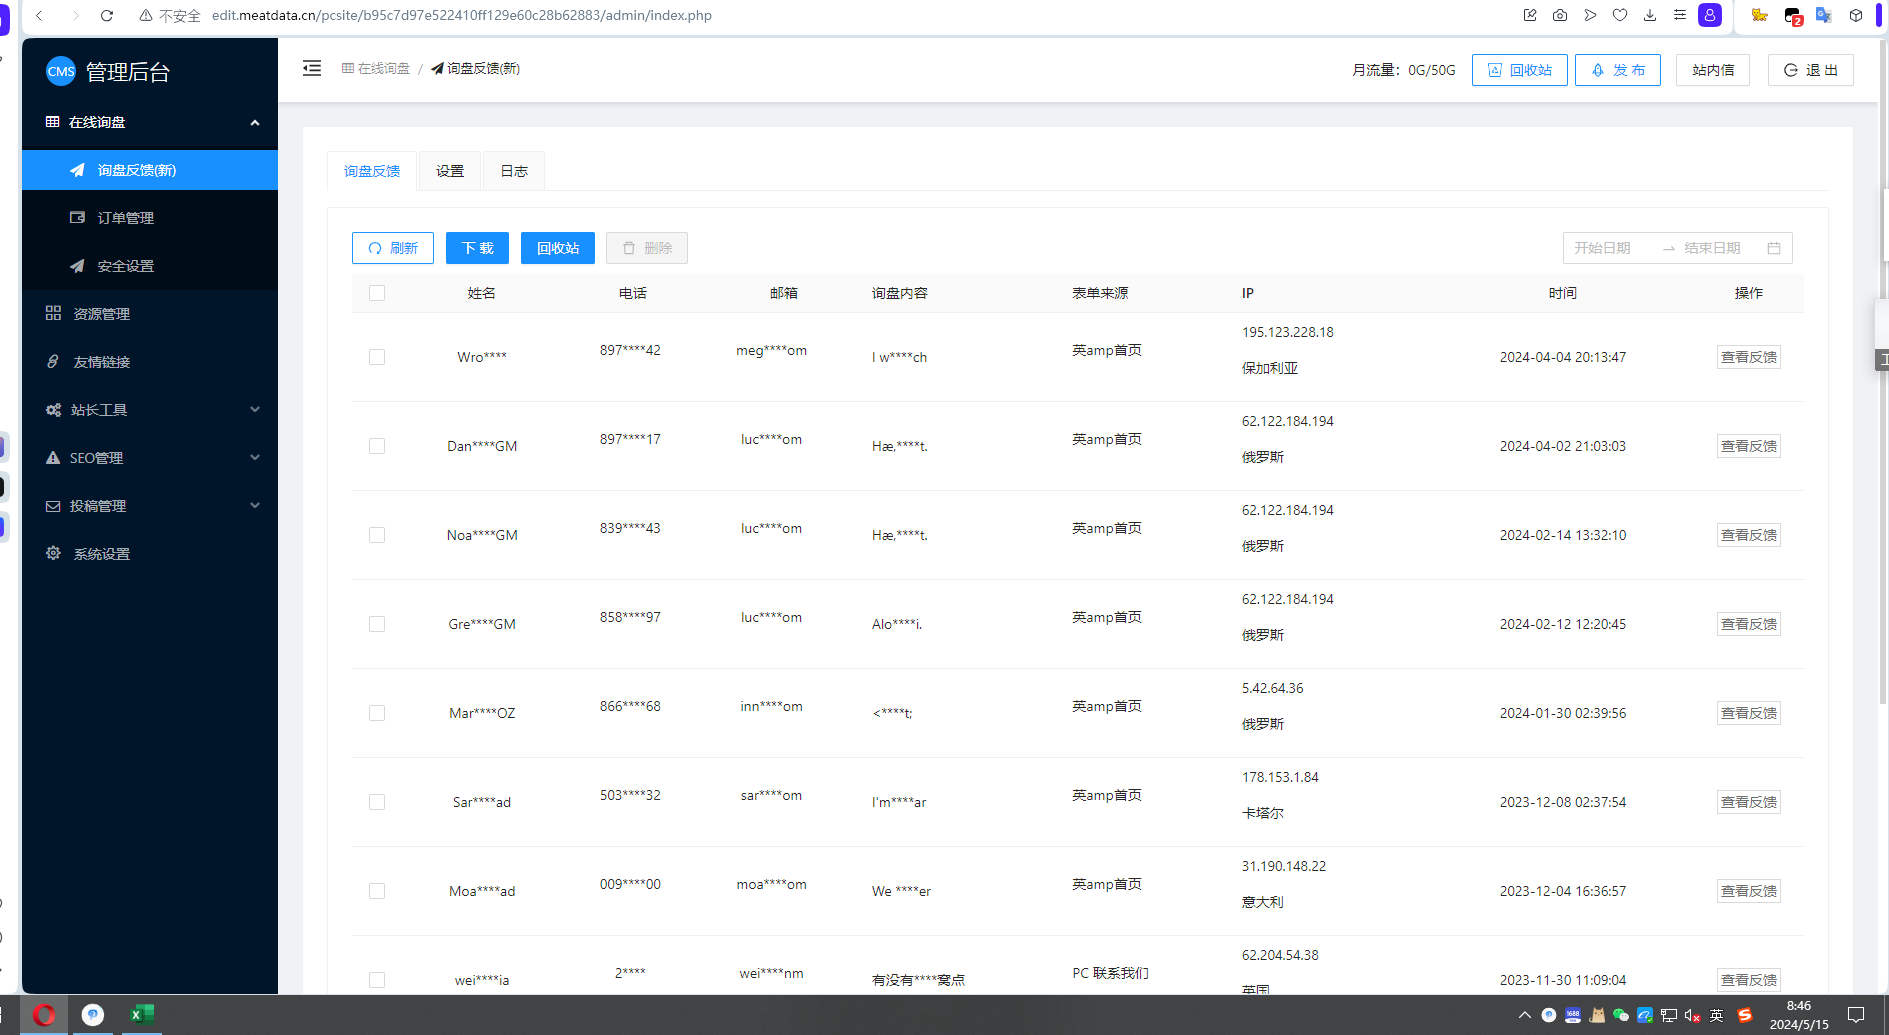 不安全 edit.meatdata.cn/pcsite/b95c7d97e522410ff129e60c28b62883/admin/index.php
2
CMS 管理后台
在线询盘 / 询盘反馈(新)
月流量：0G/50G 回收站 发 布 站内信 退 出
在线询盘
询盘反馈(新)
订单管理
安全设置
资源管理
友情链接
站长工具
SEO管理
投稿管理
系统设置
询盘反馈 设置 日志
刷新 下 载 回收站 删除 开始日期 → 结束日期
姓名 电话 邮箱 询盘内容 表单来源 IP 时间 操作
Wro**** 897****42 meg****om I w****ch 英amp首页 195.123.228.18 2024-04-04 20:13:47 查看反馈
保加利亚
Dan****GM 897****17 luc****om Hæ,****t. 英amp首页 62.122.184.194 2024-04-02 21:03:03 查看反馈
俄罗斯
Noa****GM 839****43 luc****om Hæ,****t. 英amp首页 62.122.184.194 2024-02-14 13:32:10 查看反馈
俄罗斯
Gre****GM 858****97 luc****om Alo****i. 英amp首页 62.122.184.194 2024-02-12 12:20:45 查看反馈
俄罗斯
Mar****OZ 866****68 inn****om <****t; 英amp首页 5.42.64.36 2024-01-30 02:39:56 查看反馈
俄罗斯
Sar****ad 503****32 sar****om I'm****ar 英amp首页 178.153.1.84 2023-12-08 02:37:54 查看反馈
卡塔尔
Moa****ad 009****00 moa****om We ****er 英amp首页 31.190.148.22 2023-12-04 16:36:57 查看反馈
意大利
wei****ia 2**** wei****nm 有没有****窝点 PC 联系我们 62.204.54.38 2023-11-30 11:09:04 查看反馈
英国
英 8:46
2024/5/15